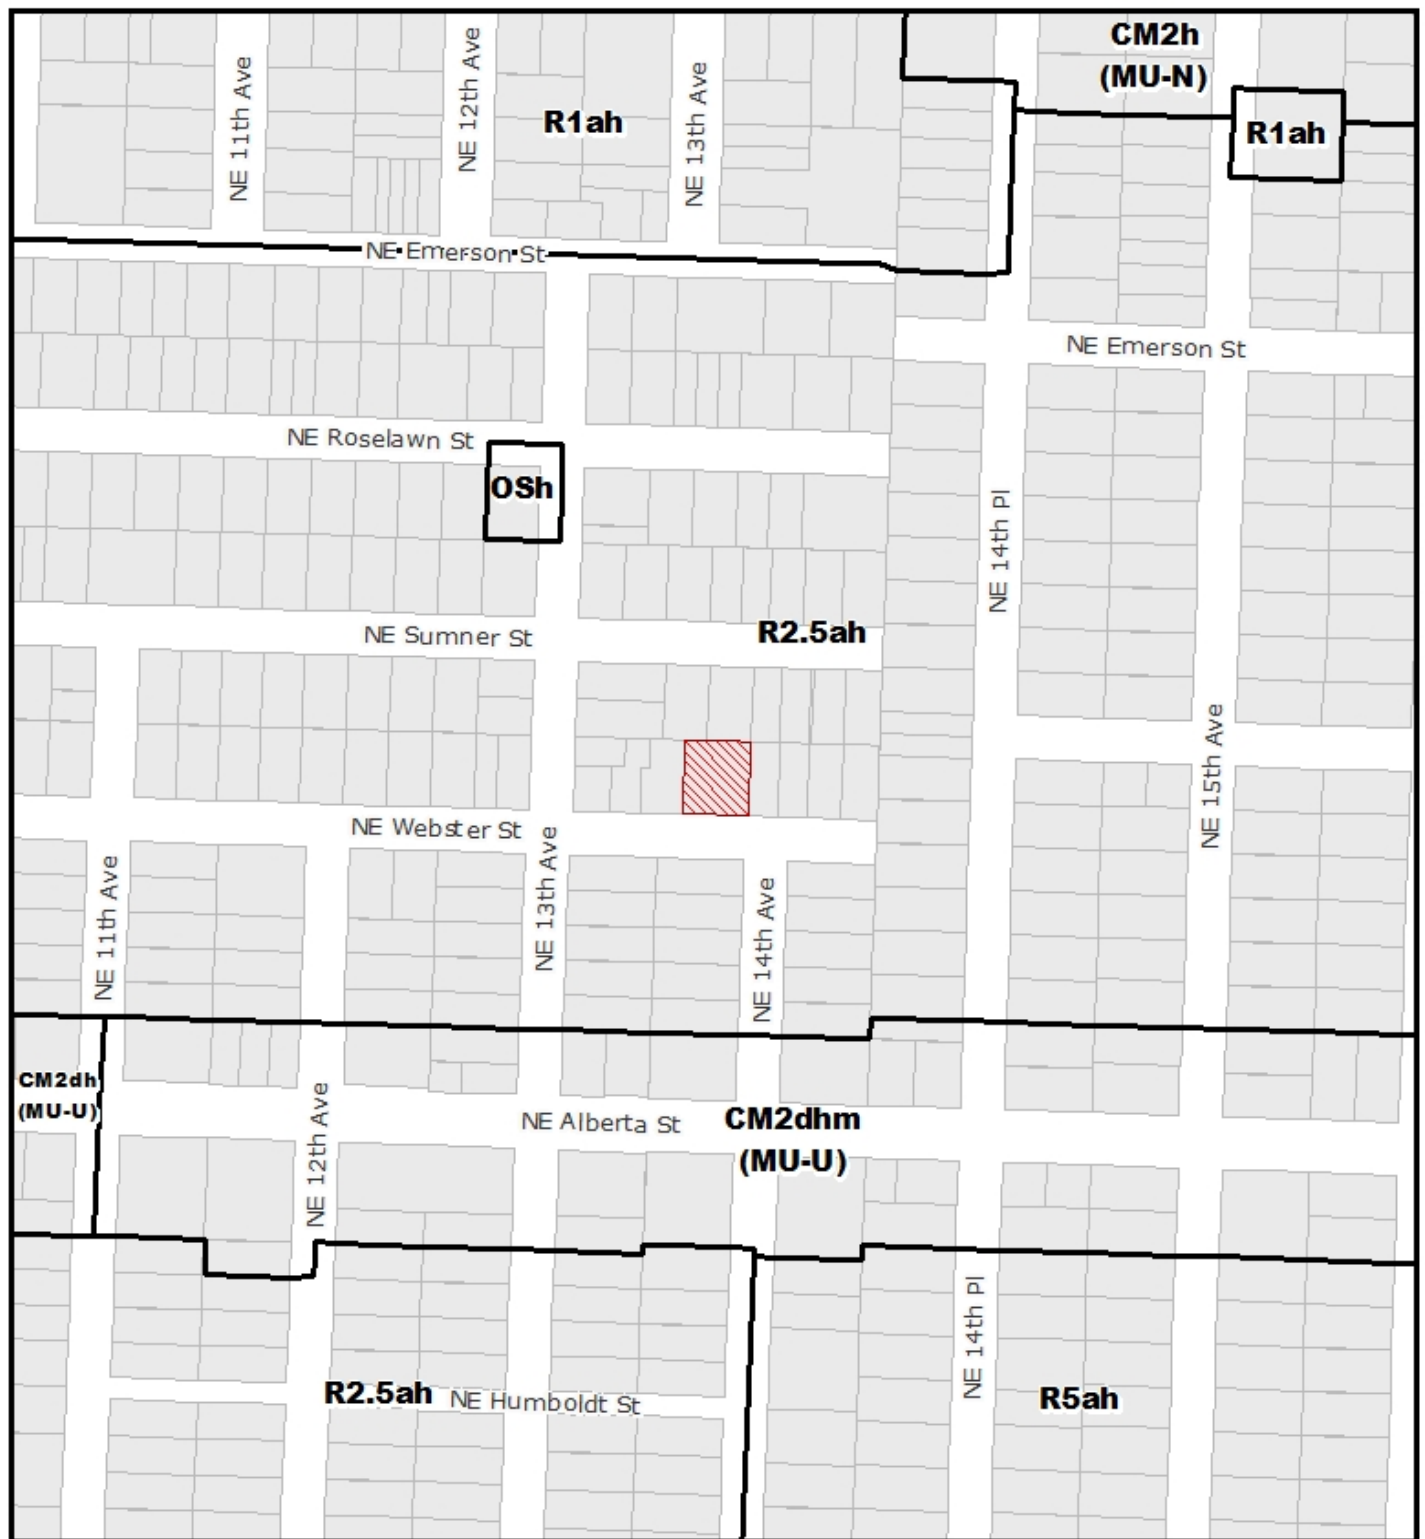 CM2h
(MU-N)
NE 11th Ave
NE 12th Ave
R1ah
NE 13th Ave
R1ah
NE Emerson St
NE Emerson St
NE Roselawn St
OSh
NE 14th Pl
NE Sumner St
R2.5ah
NE 15th Ave
NE Webster St
NE 11th Ave
NE 13th Ave
NE 14th Ave
CM2dh
(MU-U)
NE 12th Ave
NE Alberta St
CM2dhm
(MU-U)
NE 14th Pl
R2.5ah
NE Humboldt St
R5ah